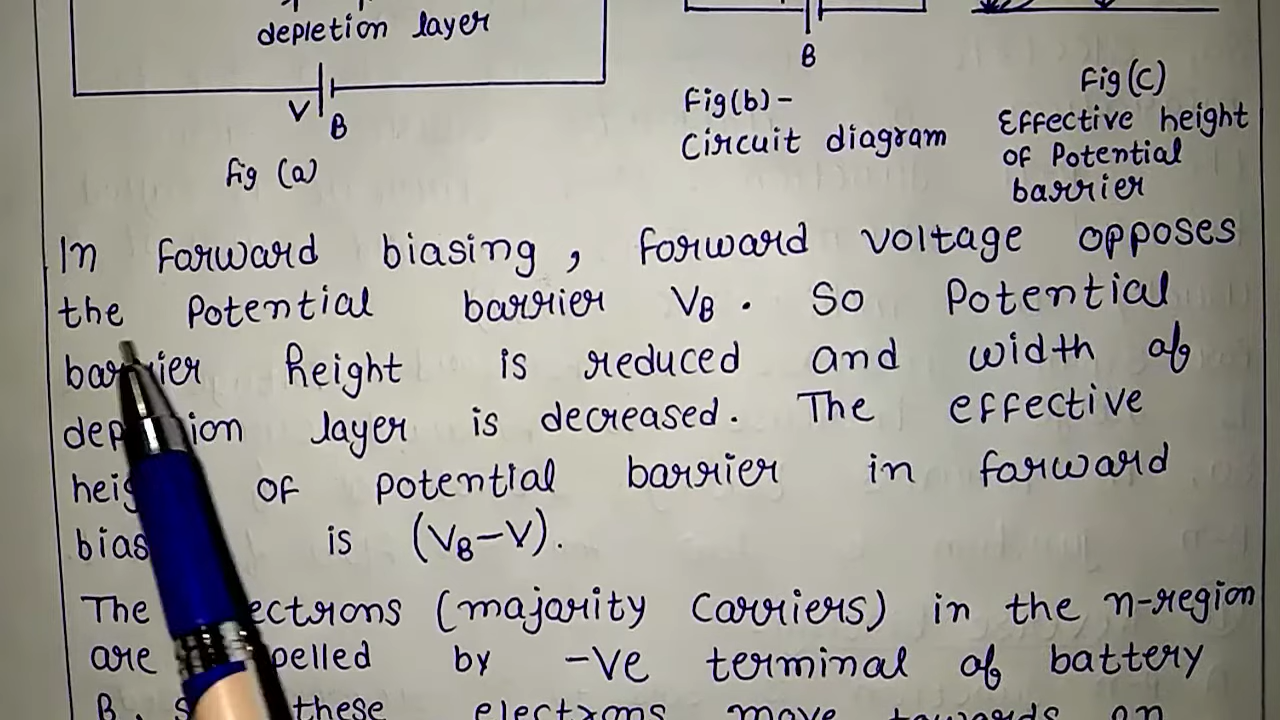 depletion layer
V
B
fig (a)
B
Fig(b) -
Circuit diagram
Fig(C)
Effective height
of Potential
barrier
In forward biasing, forward voltage opposes
the Potential barrier VB. So Potential
height is reduced and width of
layer is decreased. The effective
of potential barrier in forward
is (VB-V).
The (majority Carriers) in the n-region
are by -Ve terminal of battery
B. these electrons move towards